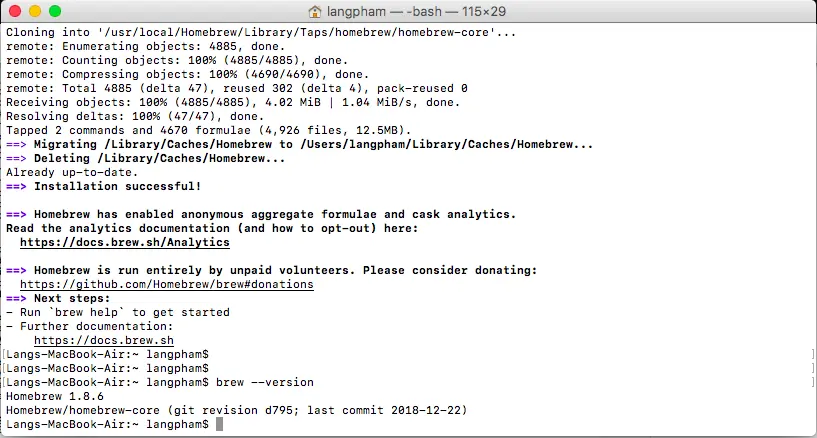 langpham — -bash — 115×29
Cloning into '/usr/local/Homebrew/Library/Taps/homebrew/homebrew-core'...
remote: Enumerating objects: 4885, done.
remote: Counting objects: 100% (4885/4885), done.
remote: Compressing objects: 100% (4690/4690), done.
remote: Total 4885 (delta 47), reused 302 (delta 4), pack-reused 0
Receiving objects: 100% (4885/4885), 4.02 MiB | 1.04 MiB/s, done.
Resolving deltas: 100% (47/47), done.
Tapped 2 commands and 4670 formulae (4,926 files, 12.5MB).
==> Migrating /Library/Caches/Homebrew to /Users/langpham/Library/Caches/Homebrew...
==> Deleting /Library/Caches/Homebrew...
Already up-to-date.
==> Installation successful!
==> Homebrew has enabled anonymous aggregate formulae and cask analytics.
Read the analytics documentation (and how to opt-out) here:
https://docs.brew.sh/Analytics
==> Homebrew is run entirely by unpaid volunteers. Please consider donating:
https://github.com/Homebrew/brew#donations
==> Next steps:
- Run `brew help` to get started
- Further documentation:
https://docs.brew.sh
[Langs-MacBook-Air:~ langpham$ ]
[Langs-MacBook-Air:~ langpham$ ]
[Langs-MacBook-Air:~ langpham$ brew --version ]
Homebrew 1.8.6
Homebrew/homebrew-core (git revision d795; last commit 2018-12-22)
Langs-MacBook-Air:~ langpham$